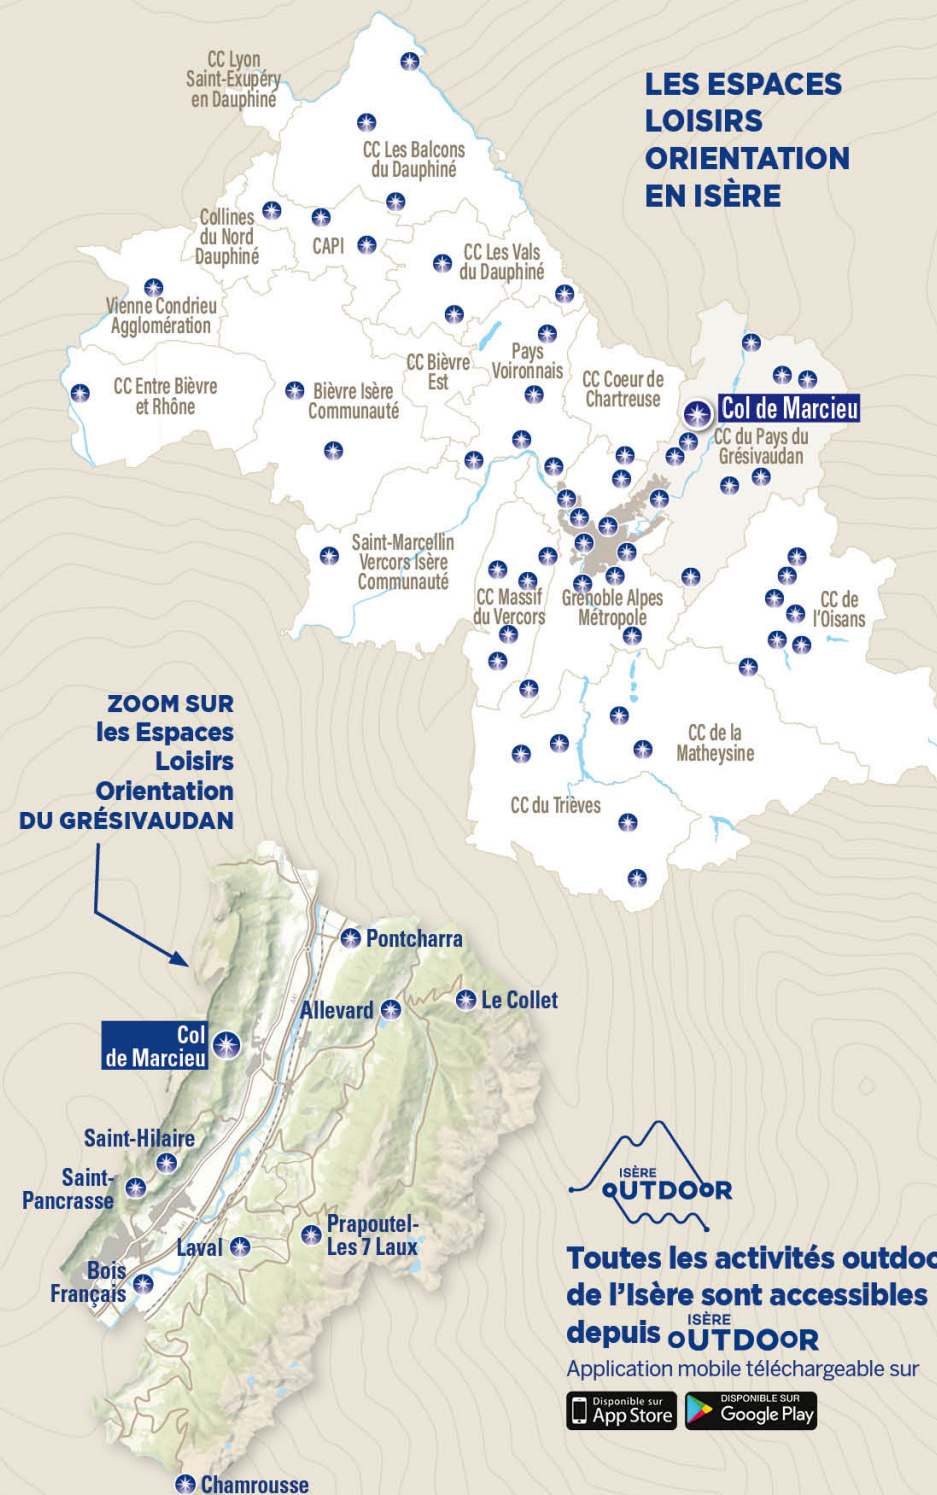 LES ESPACES
LOISIRS
ORIENTATION
EN ISÈRE
CC Lyon
Saint-Exupéry
en Dauphiné
CC Les Balcons
du Dauphiné
Collines
du Nord
Dauphiné
CAPI
CC Les Vals
du Dauphiné
Vienne Condrieu
Agglomération
CC Entre Bièvre
et Rhône
Bièvre Isère
Communauté
CC Bièvre
Est
Pays
Voironnais
CC Coeur de
Chartreuse
Col de Marcieu
CC du Pays du
Grésivaudan
Saint-Marcellin
Vercors Isère
Communauté
CC Massif
du Vercors
Grenoble Alpes
Métropole
CC de
l'Oisans
CC de la
Matheysine
CC du Trièves
ZOOM SUR
les Espaces
Loisirs
Orientation
DU GRÉSIVAUDAN
Pontcharra
Allevard
Le Collet
Col
de Marcieu
Saint-Hilaire
Saint-
Pancrasse
Prapoutel-
Les 7 Laux
Laval
Bois
Français
Chamrousse
ISÈRE
OUTDOOR
Toutes les activités outdoo
de l'Isère sont accessibles
depuis ISÈRE OUTDOOR
Application mobile téléchargeable sur
Disponible sur
App Store
DISPONIBLE SUR
Google Play